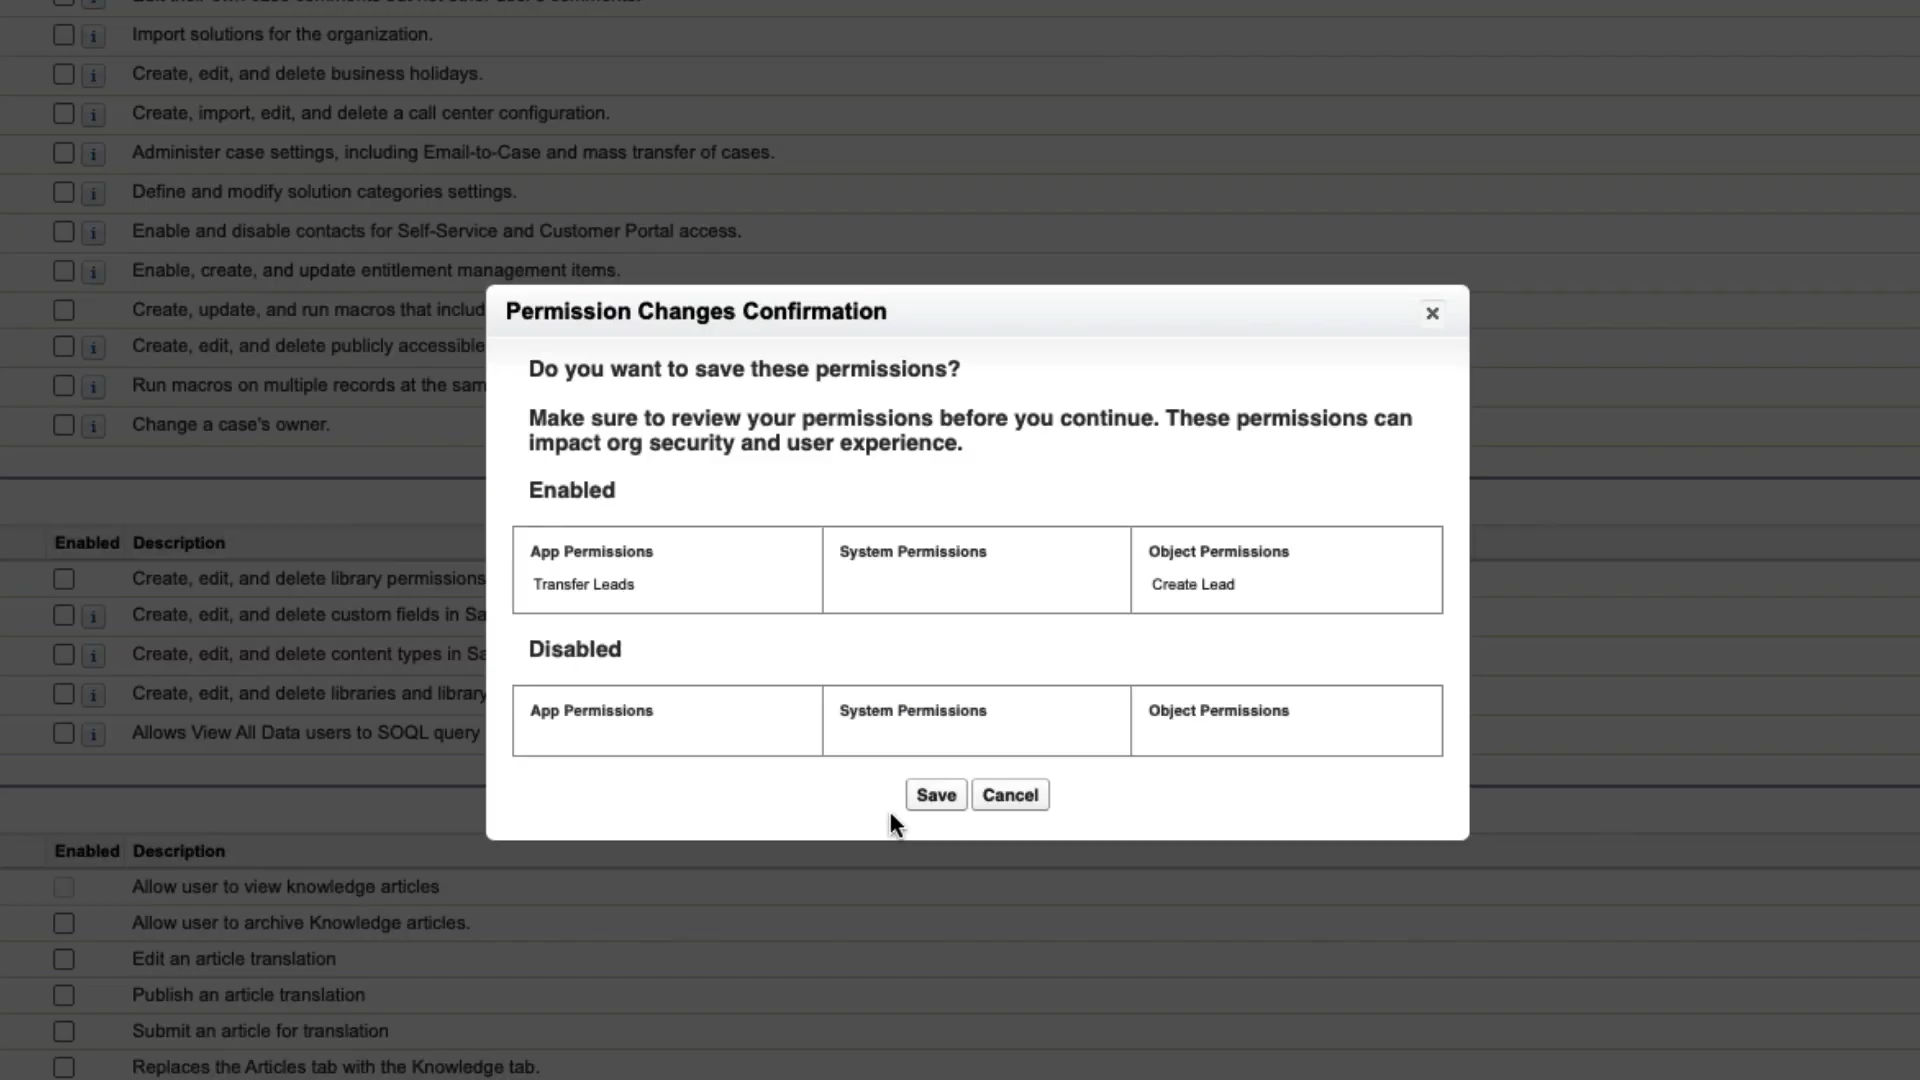 Import solutions for the organization.
Create, edit, and delete business holidays.
Create, import, edit, and delete a call center configuration.
Administer case settings, including Email-to-Case and mass transfer of cases.
Define and modify solution categories settings.
Enable and disable contacts for Self-Service and Customer Portal access.
Enable, create, and update entitlement management items.
Create, update, and run macros that includ
Create, edit, and delete publicly accessible
Run macros on multiple records at the sam
Change a case's owner.
Permission Changes Confirmation
Do you want to save these permissions?
Make sure to review your permissions before you continue. These permissions can
impact org security and user experience.
Enabled
App Permissions System Permissions Object Permissions
Transfer Leads Create Lead
Disabled
App Permissions System Permissions Object Permissions
Save Cancel
Enabled Description
Create, edit, and delete library permissions
Create, edit, and delete custom fields in Sa
Create, edit, and delete content types in Sa
Create, edit, and delete libraries and library
Allows View All Data users to SOQL query
Enabled Description
Allow user to view knowledge articles
Allow user to archive Knowledge articles.
Edit an article translation
Publish an article translation
Submit an article for translation
Replaces the Articles tab with the Knowledge tab.